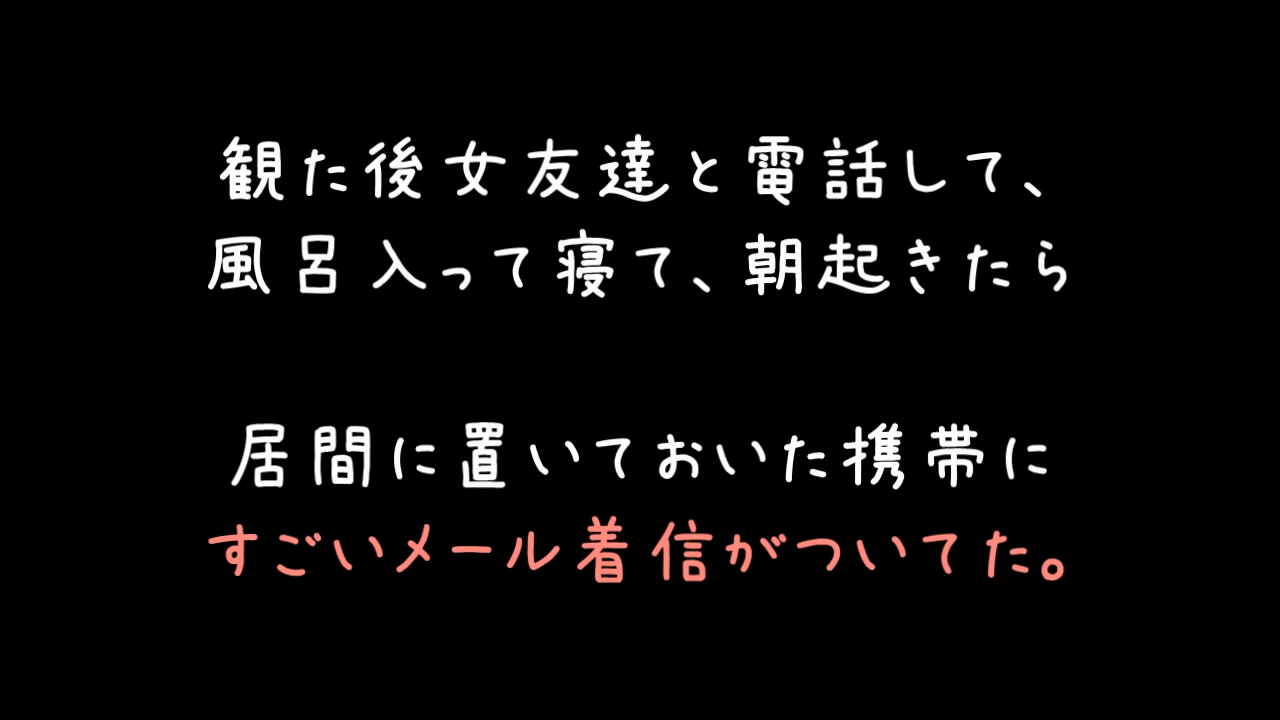 観た後女友達と電話して、
風呂入って寝て、朝起きたら
居間に置いておいた携帯に
すごいメール着信がついてた。